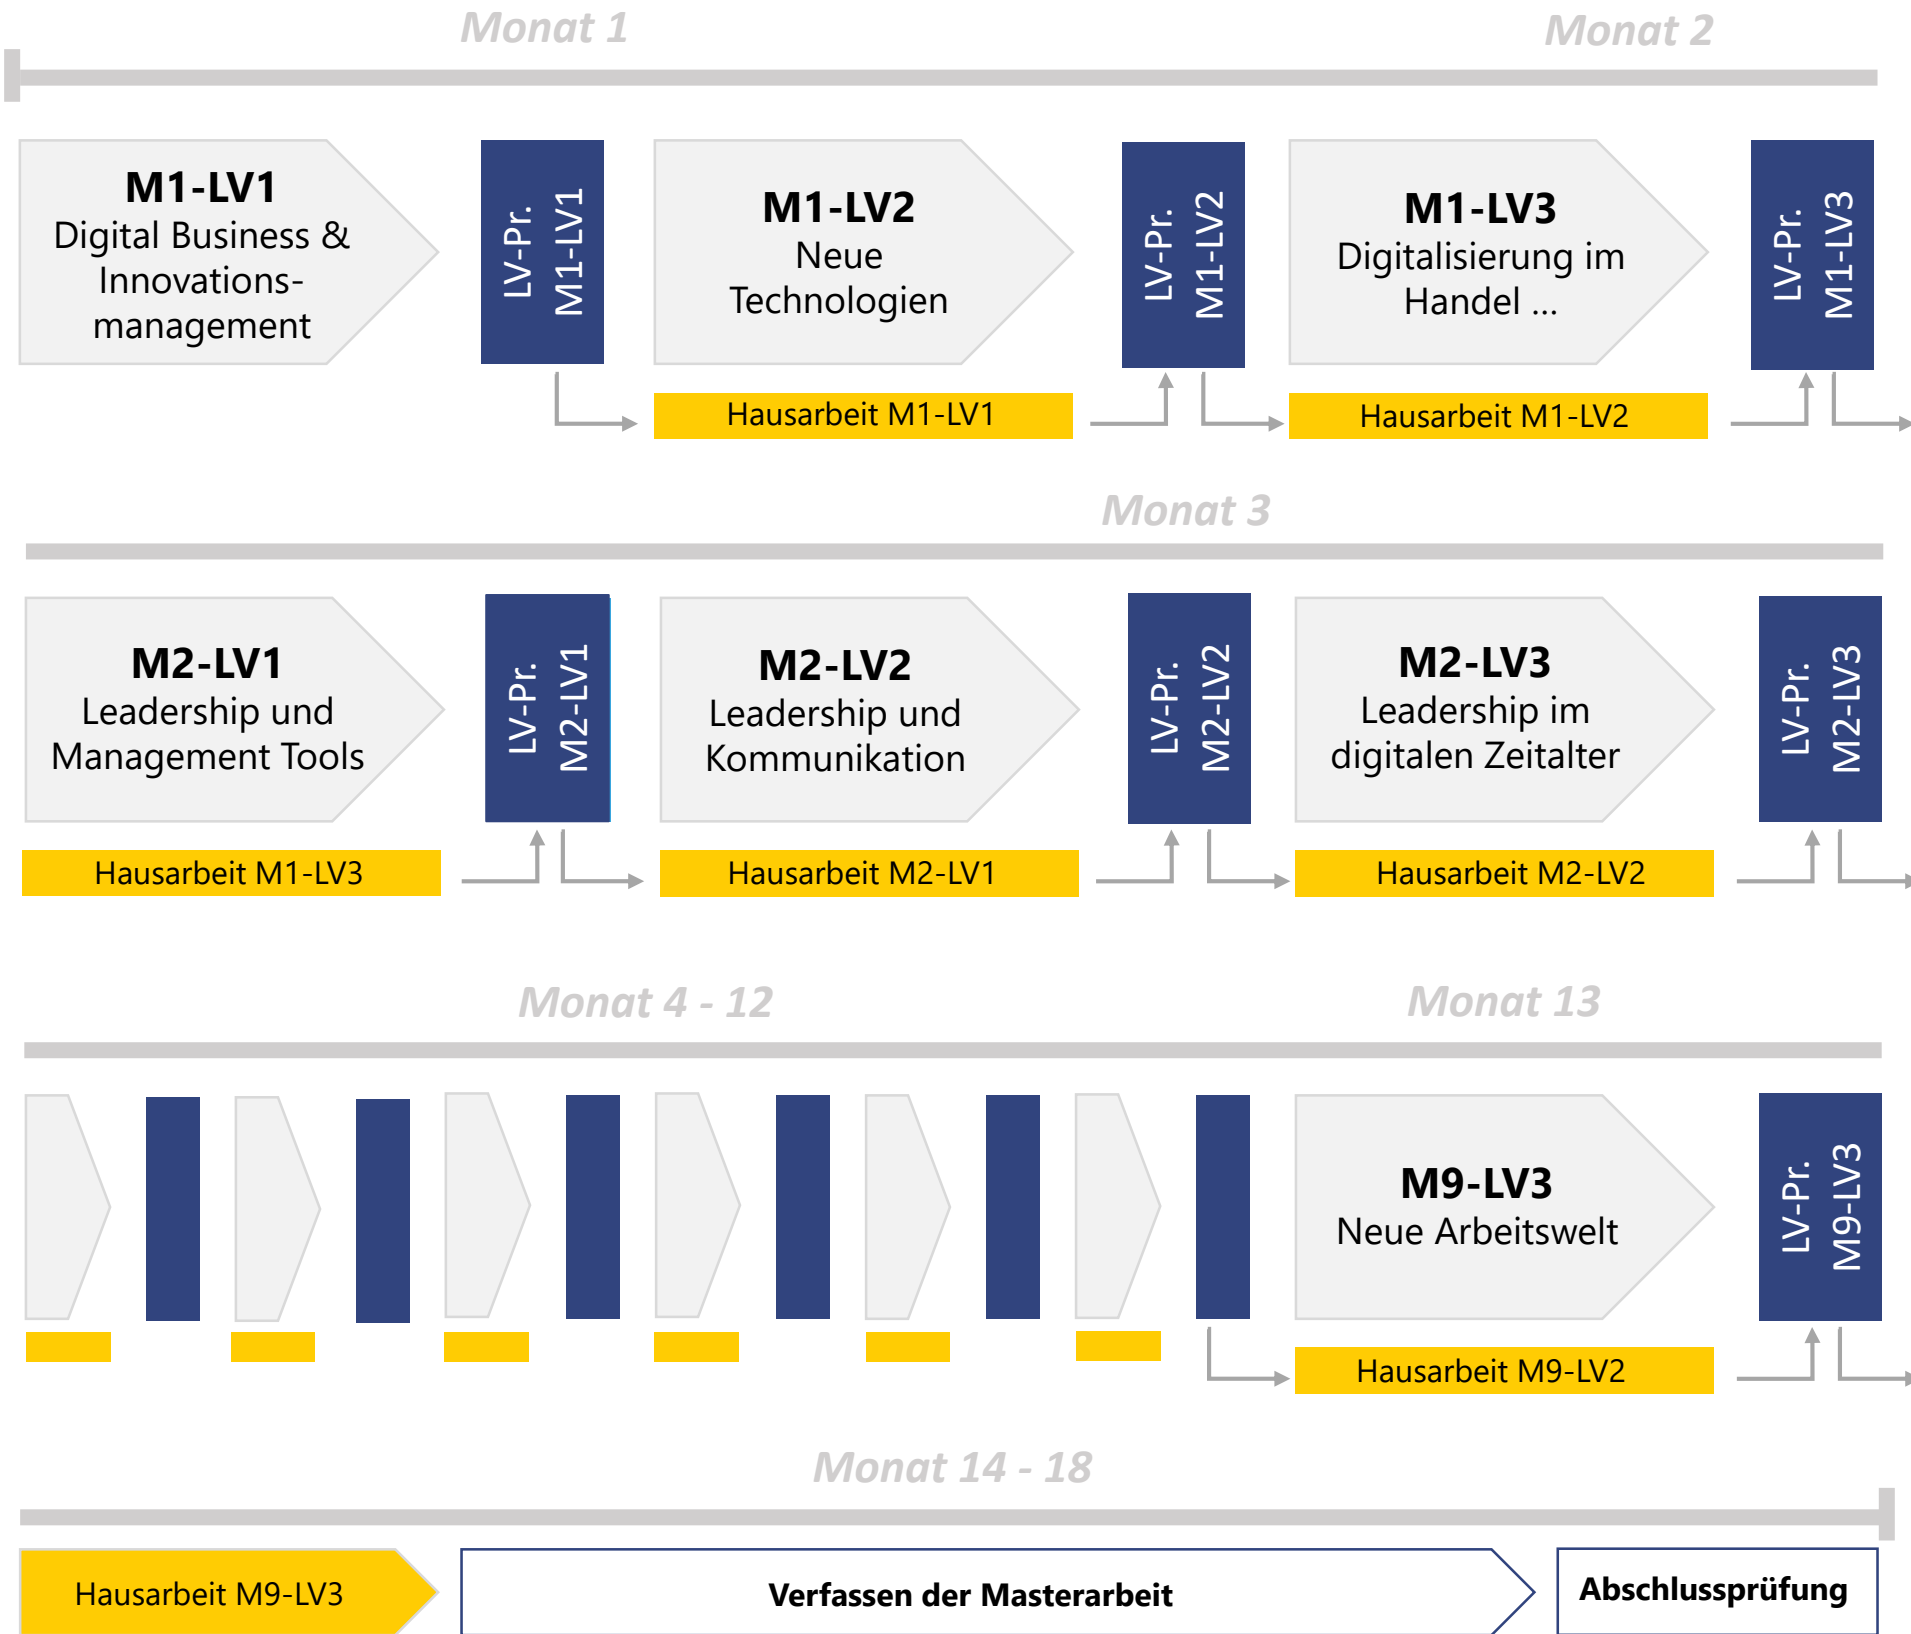 Monat 1
Monat 2
M1-LV1
Digital Business &
Innovations-
management
LV-Pr.
M1-LV1
M1-LV2
Neue
Technologien
LV-Pr.
M1-LV2
M1-LV3
Digitalisierung im
Handel ...
LV-Pr.
M1-LV3
Hausarbeit M1-LV1
Hausarbeit M1-LV2
Monat 3
M2-LV1
Leadership und
Management Tools
LV-Pr.
M2-LV1
M2-LV2
Leadership und
Kommunikation
LV-Pr.
M2-LV2
M2-LV3
Leadership im
digitalen Zeitalter
LV-Pr.
M2-LV3
Hausarbeit M1-LV3
Hausarbeit M2-LV1
Hausarbeit M2-LV2
Monat 4 - 12
Monat 13
M9-LV3
Neue Arbeitswelt
LV-Pr.
M9-LV3
Hausarbeit M9-LV2
Monat 14 - 18
Hausarbeit M9-LV3
Verfassen der Masterarbeit
Abschlussprüfung